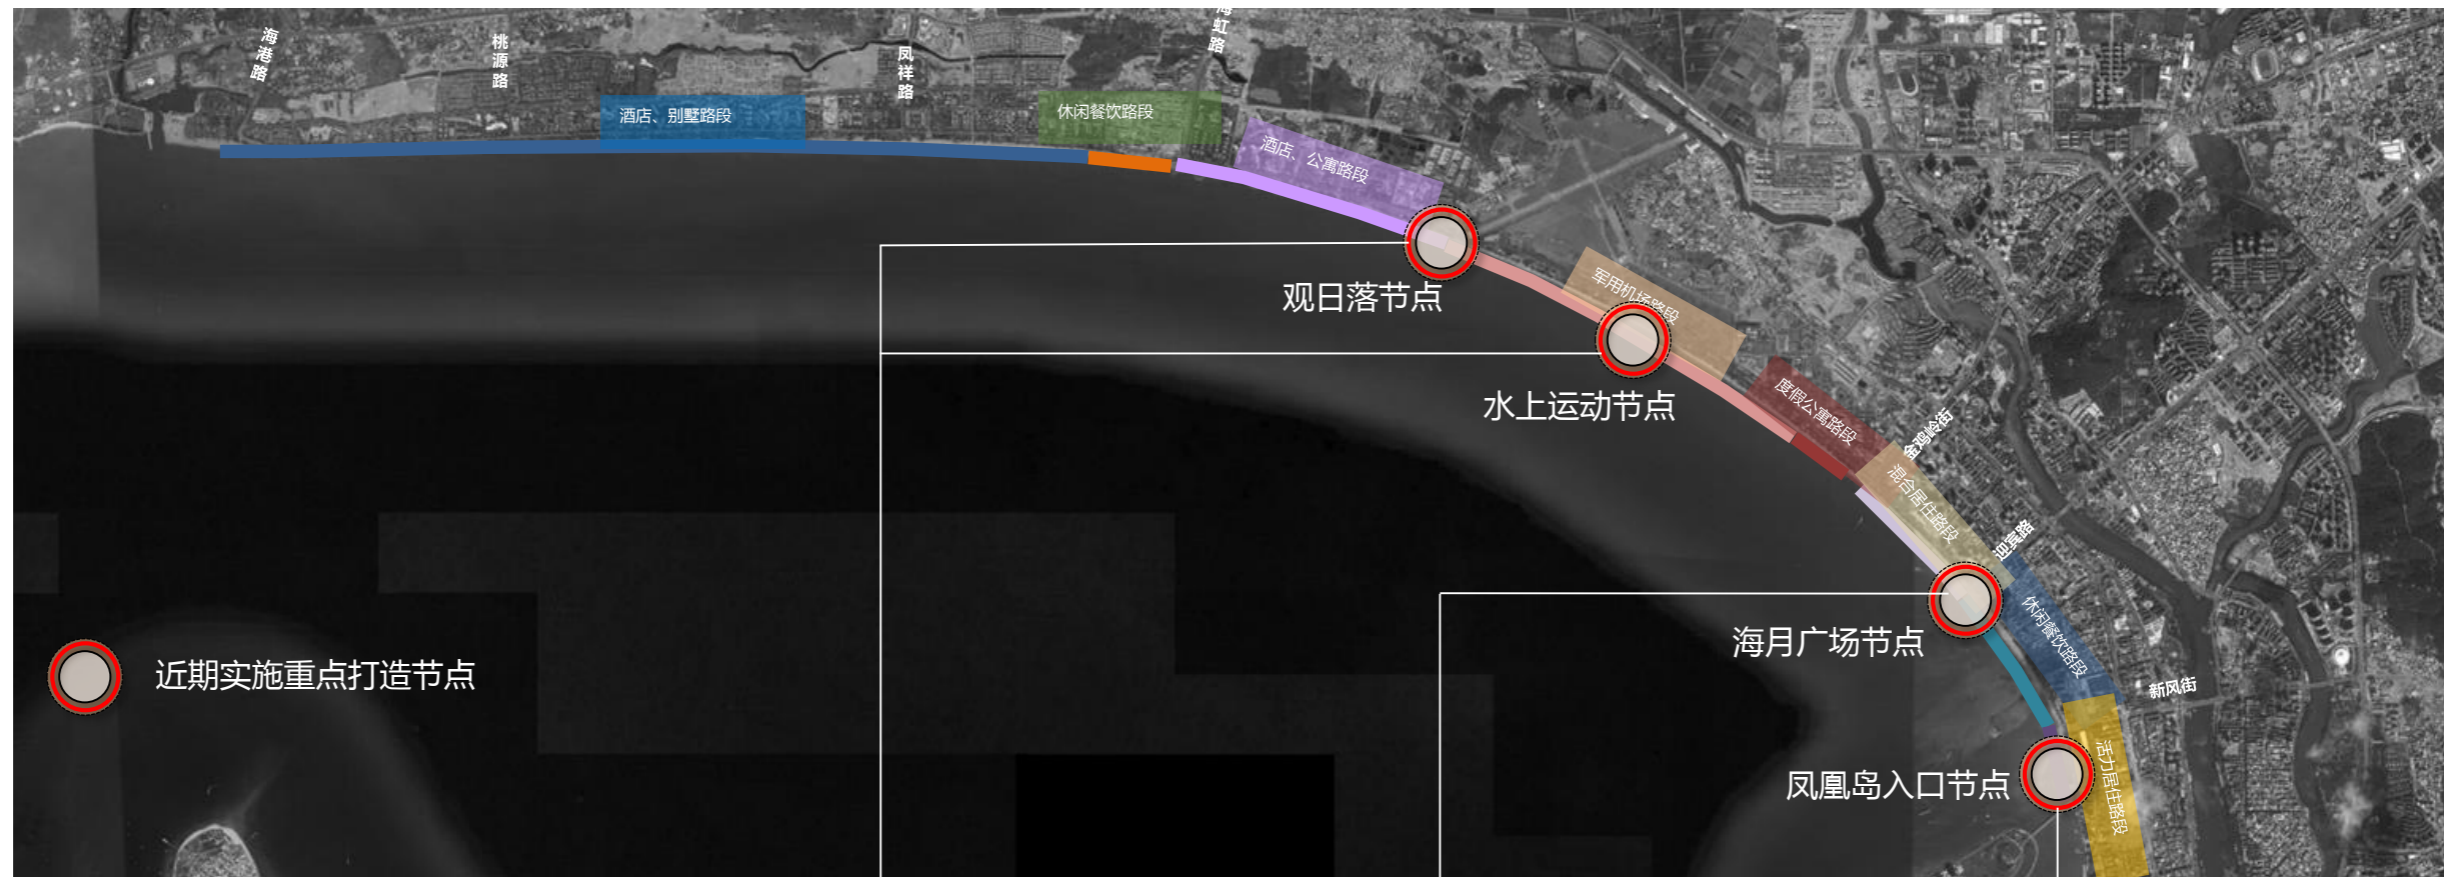 海港路
桃源路
凤祥路
海虹路
酒店、别墅路段
休闲餐饮路段
酒店、公寓路段
观日落节点
军用机场路段
水上运动节点
度假公寓路段
金鸡岭街
混合居住路段
迎宾路
海月广场节点
休闲餐饮路段
新风街
近期实施重点打造节点
凤凰岛入口节点
活力居住路段